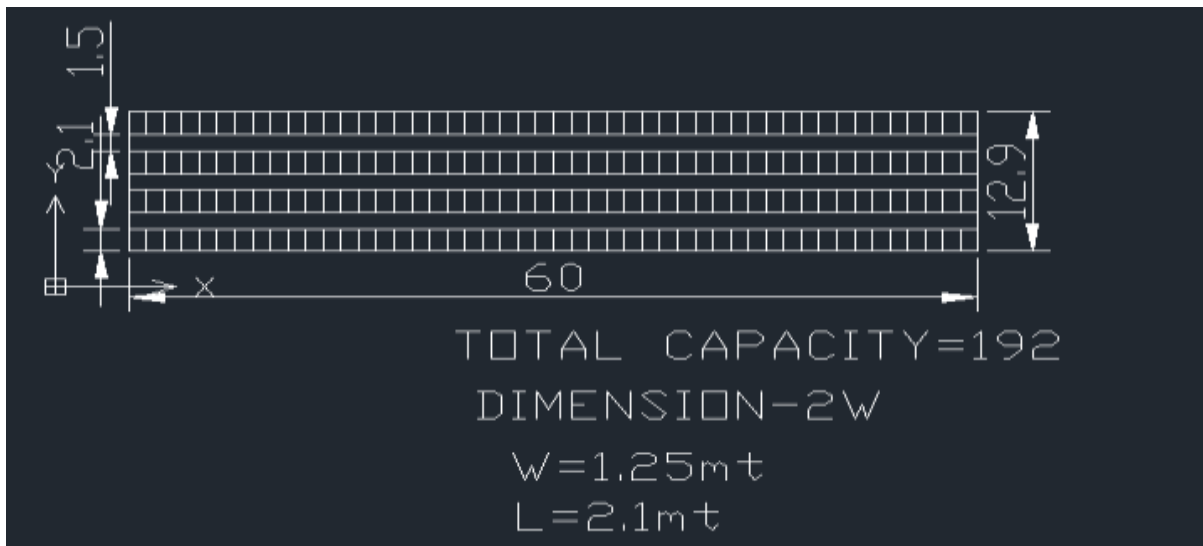 1.5
2.1
Y
12.9
X
60
TOTAL CAPACITY=192
DIMENSION-2W
W=1.25mt
L=2.1mt